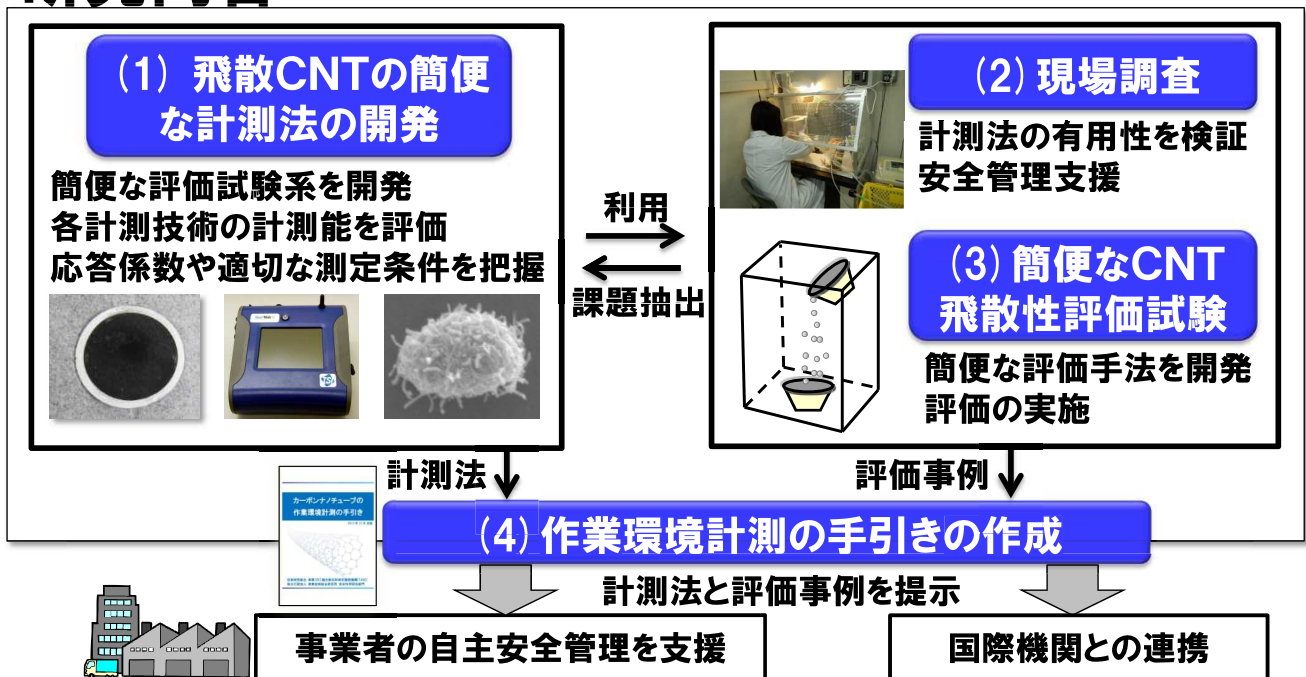 (1) 飛散CNTの簡便
な計測法の開発
簡便な評価試験系を開発
各計測技術の計測能を評価
応答係数や適切な測定条件を把握
利用
課題抽出
(2) 現場調査
計測法の有用性を検証
安全管理支援
(3) 簡便なCNT
飛散性評価試験
簡便な評価手法を開発
評価の実施
計測法
評価事例
カーボンナノチューブの
作業環境計測の手引き
(4) 作業環境計測の手引きの作成
計測法と評価事例を提示
事業者の自主安全管理を支援
国際機関との連携